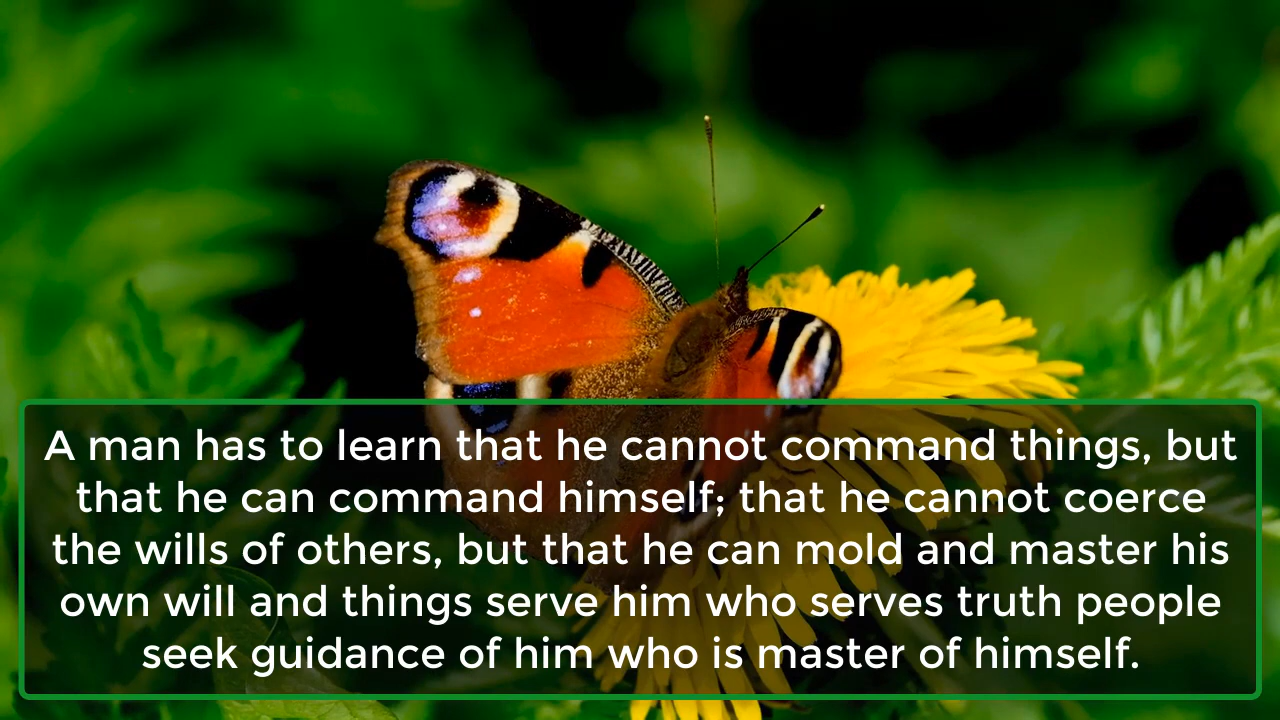 A man has to learn that he cannot command things, but
that he can command himself; that he cannot coerce
the wills of others, but that he can mold and master his
own will and things serve him who serves truth people
seek guidance of him who is master of himself.